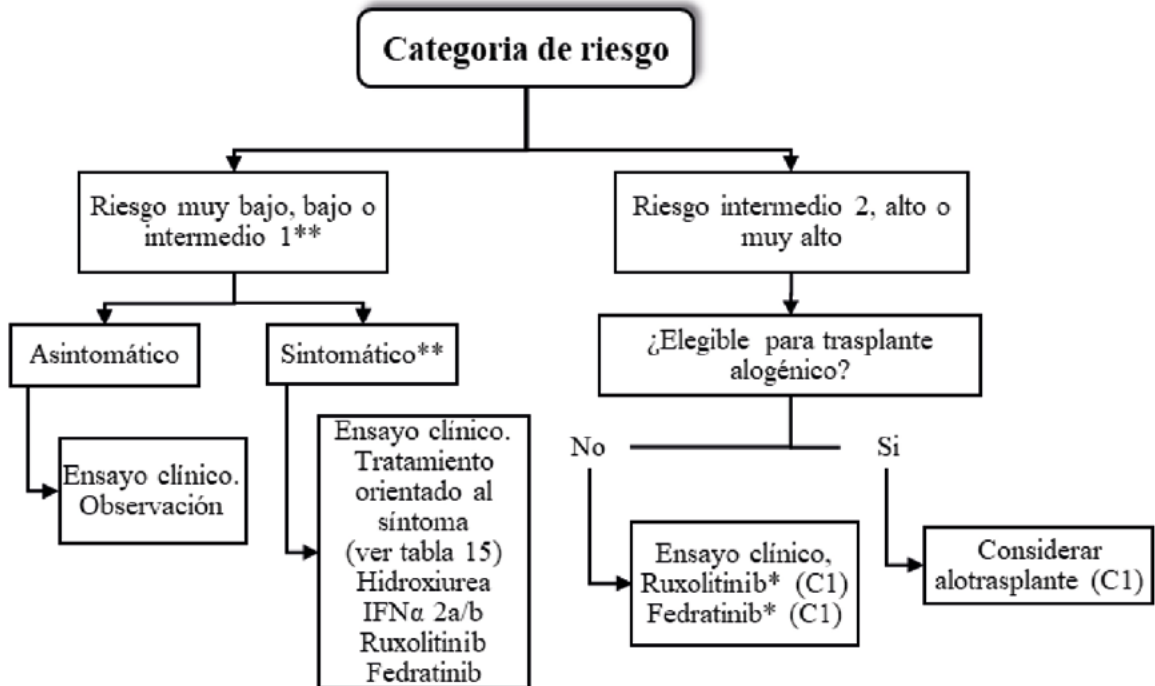 Categoria de riesgo
Riesgo muy bajo, bajo o
intermedio 1**
Riesgo intermedio 2, alto o
muy alto
Asintomático
Sintomático**
¿Elegible para trasplante
alogénico?
Ensayo clínico.
Observación
Ensayo clínico.
Tratamiento
orientado al
síntoma
(ver tabla 15)
Hidroxiurea
IFNα 2a/b
Ruxolitinib
Fedratinib
No
Si
Ensayo clínico,
Ruxolitinib* (C1)
Fedratinib* (C1)
Considerar
alotrasplante (C1)